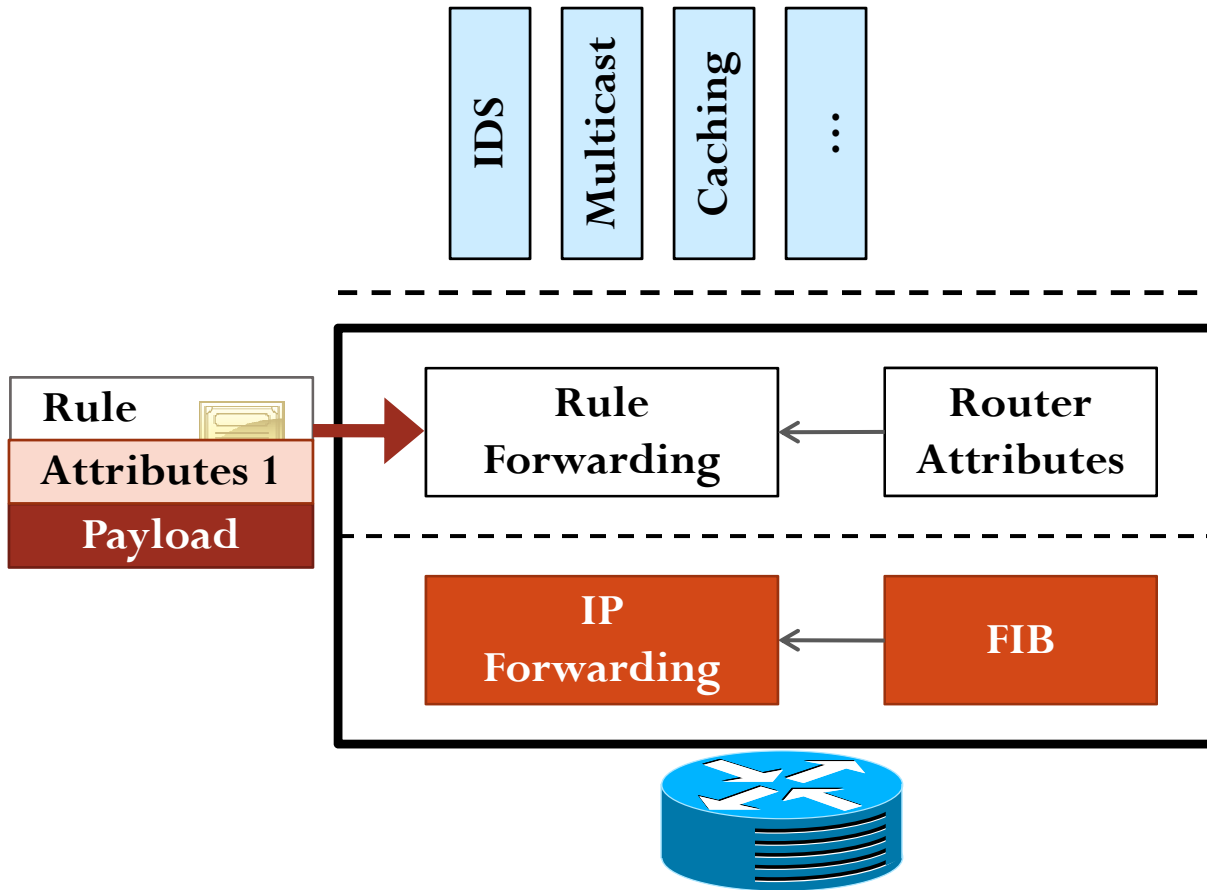 IDS
Multicast
Caching
...
Rule
Attributes 1
Payload
Rule
Forwarding
Router
Attributes
IP
Forwarding
FIB